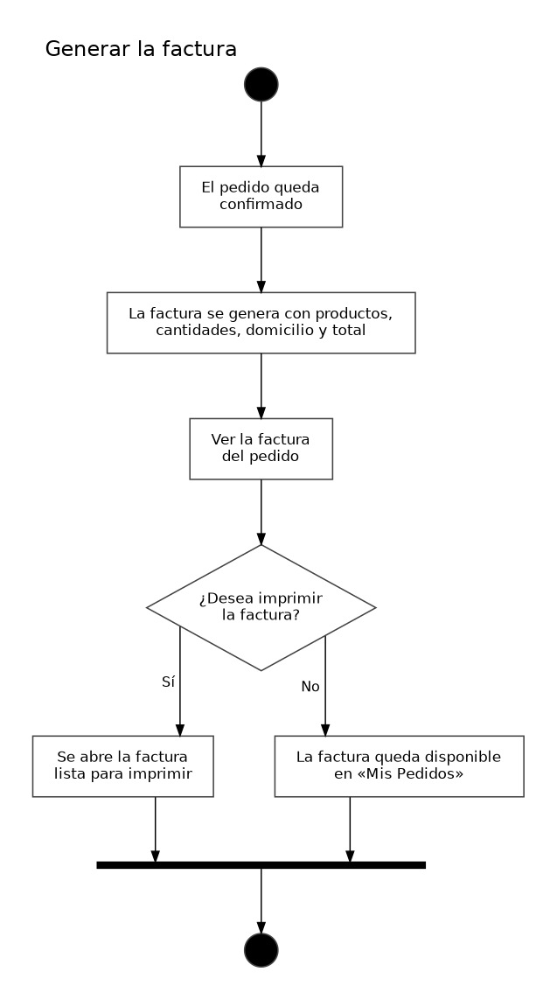 Generar la factura
El pedido queda
confirmado
La factura se genera con productos,
cantidades, domicilio y total
Ver la factura
del pedido
¿Desea imprimir
la factura?
Sí
No
Se abre la factura
lista para imprimir
La factura queda disponible
en «Mis Pedidos»